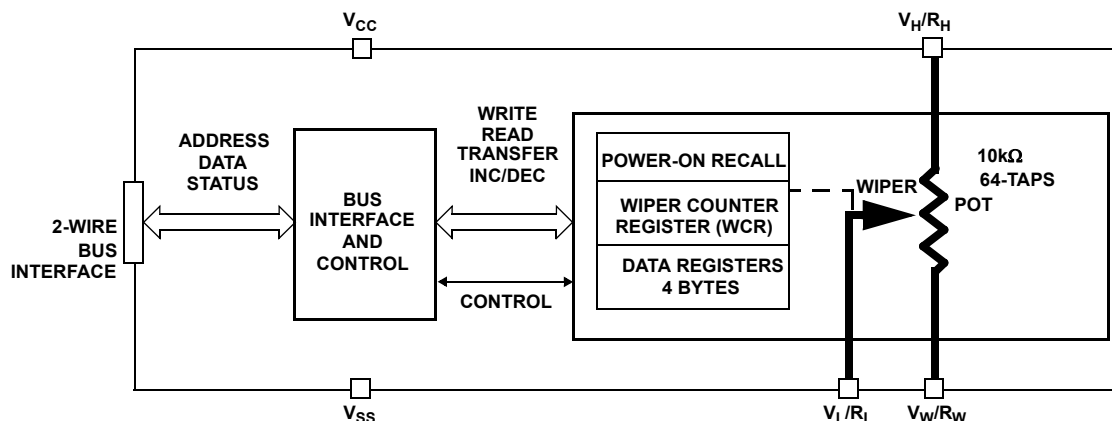 VCC
VH/RH
ADDRESS
DATA
STATUS
WRITE
READ
TRANSFER
INC/DEC
2-WIRE
BUS
INTERFACE
BUS
INTERFACE
AND
CONTROL
CONTROL
POWER-ON RECALL
WIPER COUNTER
REGISTER (WCR)
DATA REGISTERS
4 BYTES
WIPER
10kΩ
64-TAPS
POT
VSS
VL/RL
VW/RW